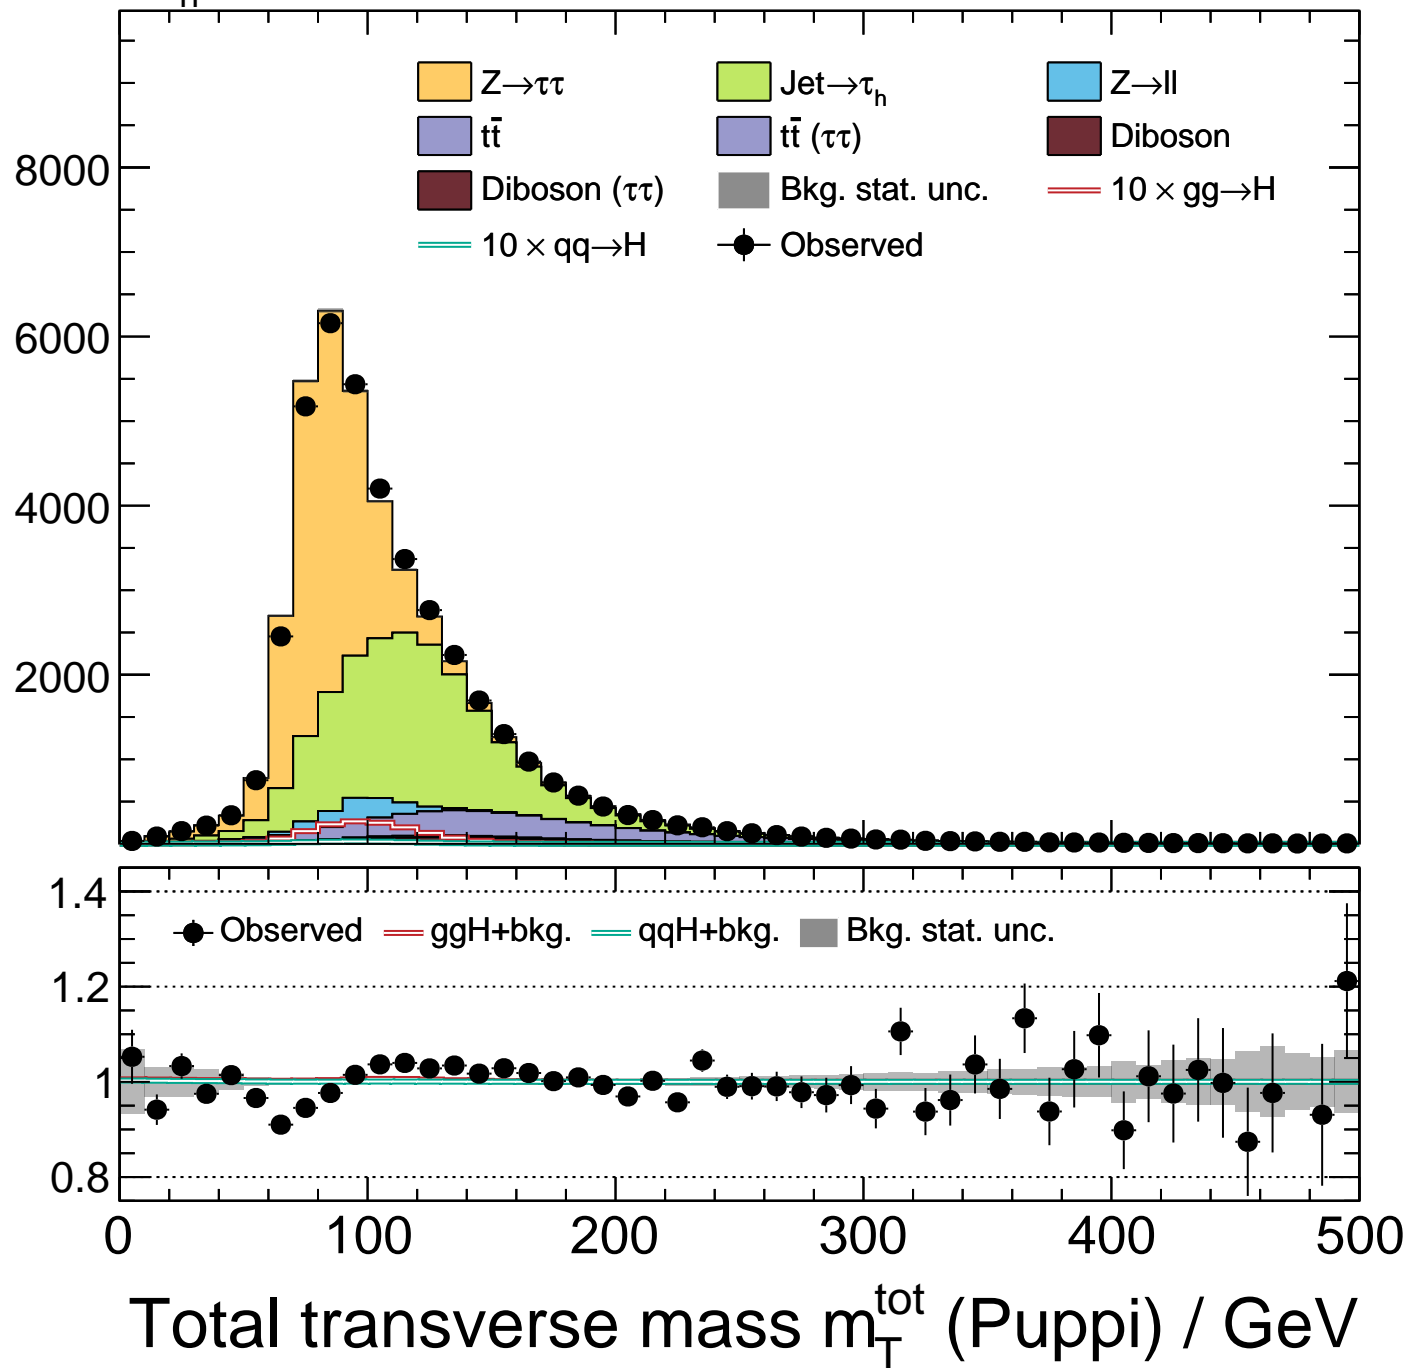 Z→ττ Jet→τh Z→ll
tt̄ tt̄ (ττ) Diboson
Diboson (ττ) Bkg. stat. unc. 10 × gg→H
10 × qq→H Observed
8000
6000
4000
2000
1.4
Observed ggH+bkg. qqH+bkg. Bkg. stat. unc.
1.2
1
0.8
0 100 200 300 400 500
Total transverse mass m_T^tot (Puppi) / GeV